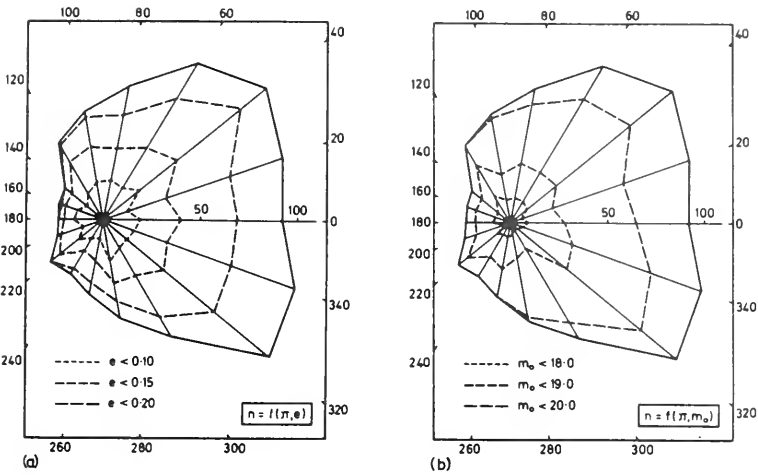 100 80 60
40
120
20
140
160
180
50 100 0
200
220
340
240
e < 0·10
e < 0·15
e < 0·20
n = f(π,e)
320
260 280 300
(a)
100 80 60
40
120
20
140
160
180
50 100 0
200
220
340
240
m₀ < 18·0
m₀ < 19·0
m₀ < 20·0
n = f(π,m₀)
320
260 280 300
(b)